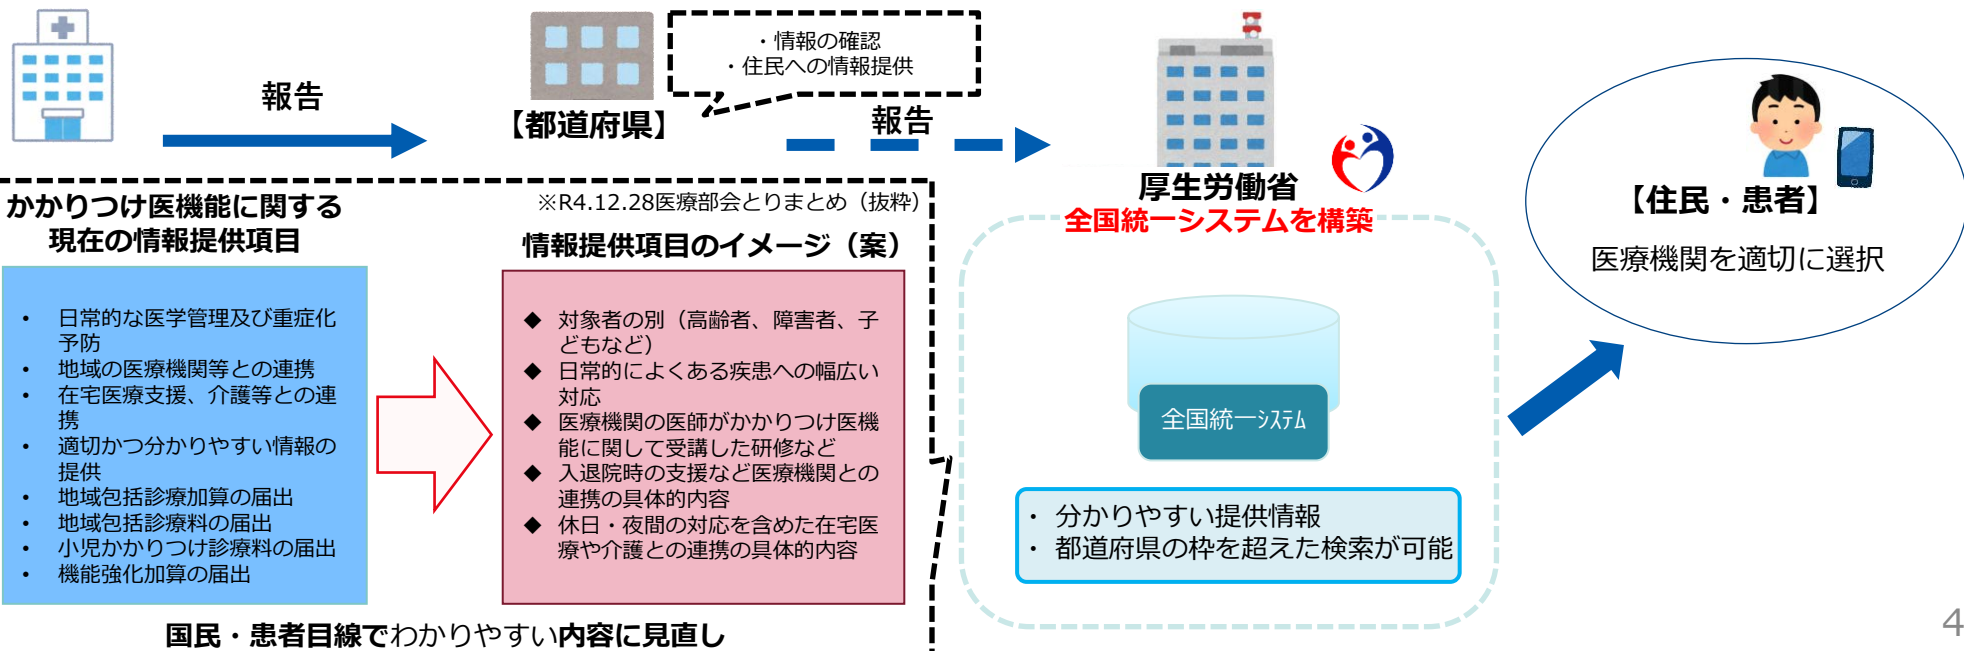 ・情報の確認
・住民への情報提供
報告
【都道府県】
報告
厚生労働省
全国統一システムを構築
【住民・患者】
医療機関を適切に選択
かかりつけ医機能に関する
現在の情報提供項目
• 日常的な医学管理及び重症化
予防
• 地域の医療機関等との連携
• 在宅医療支援、介護等との連
携
• 適切かつ分かりやすい情報の
提供
• 地域包括診療加算の届出
• 地域包括診療料の届出
• 小児かかりつけ診療料の届出
• 機能強化加算の届出
※R4.12.28医療部会とりまとめ（抜粋）
情報提供項目のイメージ（案）
◆ 対象者の別（高齢者、障害者、子
どもなど）
◆ 日常的によくある疾患への幅広い
対応
◆ 医療機関の医師がかかりつけ医機
能に関して受講した研修など
◆ 入退院時の支援など医療機関との
連携の具体的内容
◆ 休日・夜間の対応を含めた在宅医
療や介護との連携の具体的内容
国民・患者目線でわかりやすい内容に見直し
全国統一ｼｽﾃﾑ
・ 分かりやすい提供情報
・ 都道府県の枠を超えた検索が可能
4